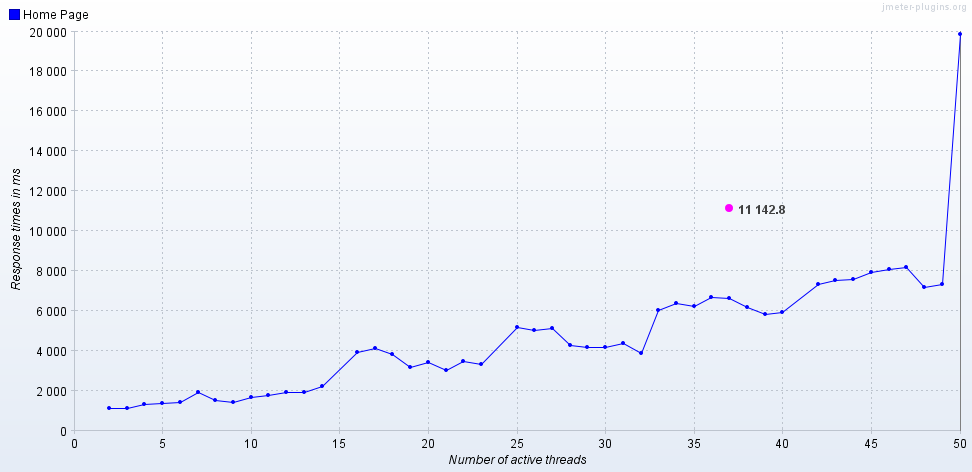 Home Page
jmeter-plugins.org
20 000
18 000
16 000
14 000
12 000
10 000
8 000
6 000
4 000
2 000
0
Response times in ms
11 142.8
0 5 10 15 20 25 30 35 40 45 50
Number of active threads